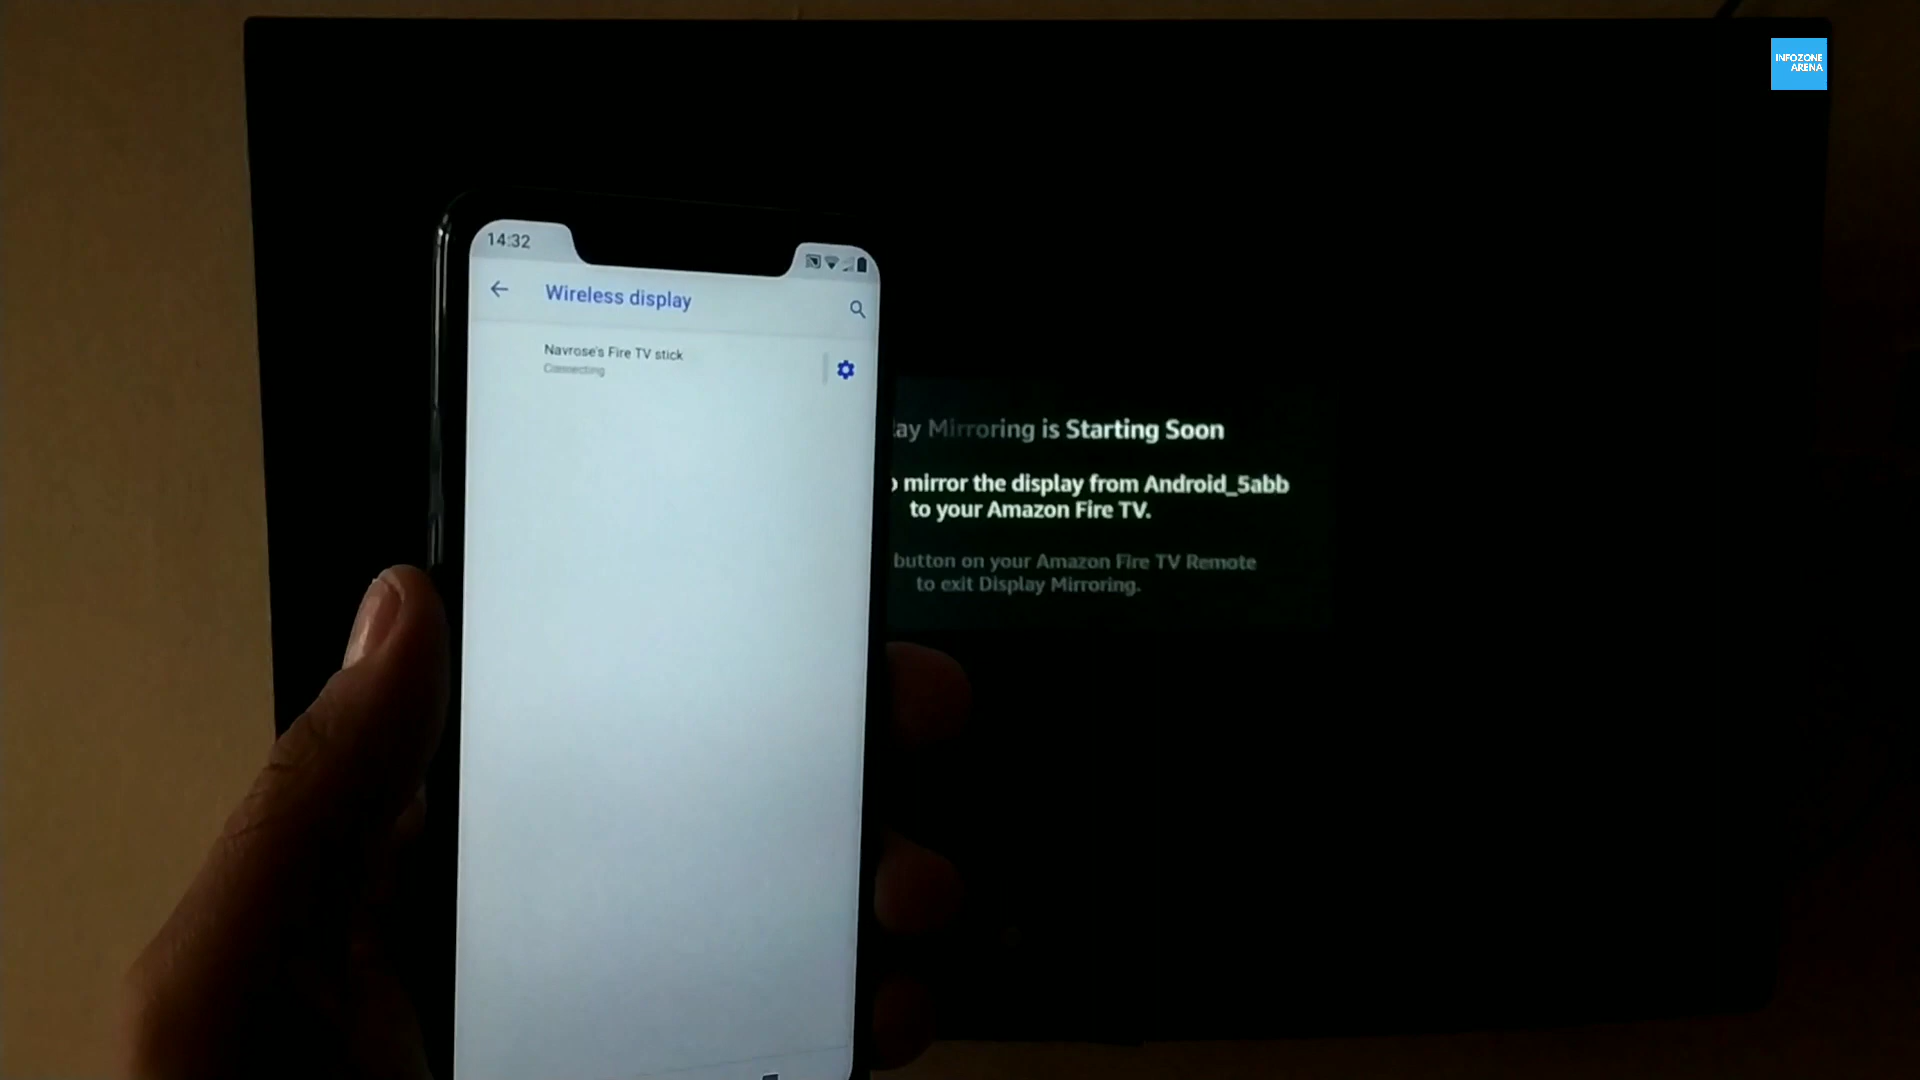 INFOZONE
ARENA
14:32
Wireless display
Navrose's Fire TV stick
Connecting
Mirroring is Starting Soon
mirror the display from Android_5abb
to your Amazon Fire TV.
button on your Amazon Fire TV Remote
to exit Display Mirroring.